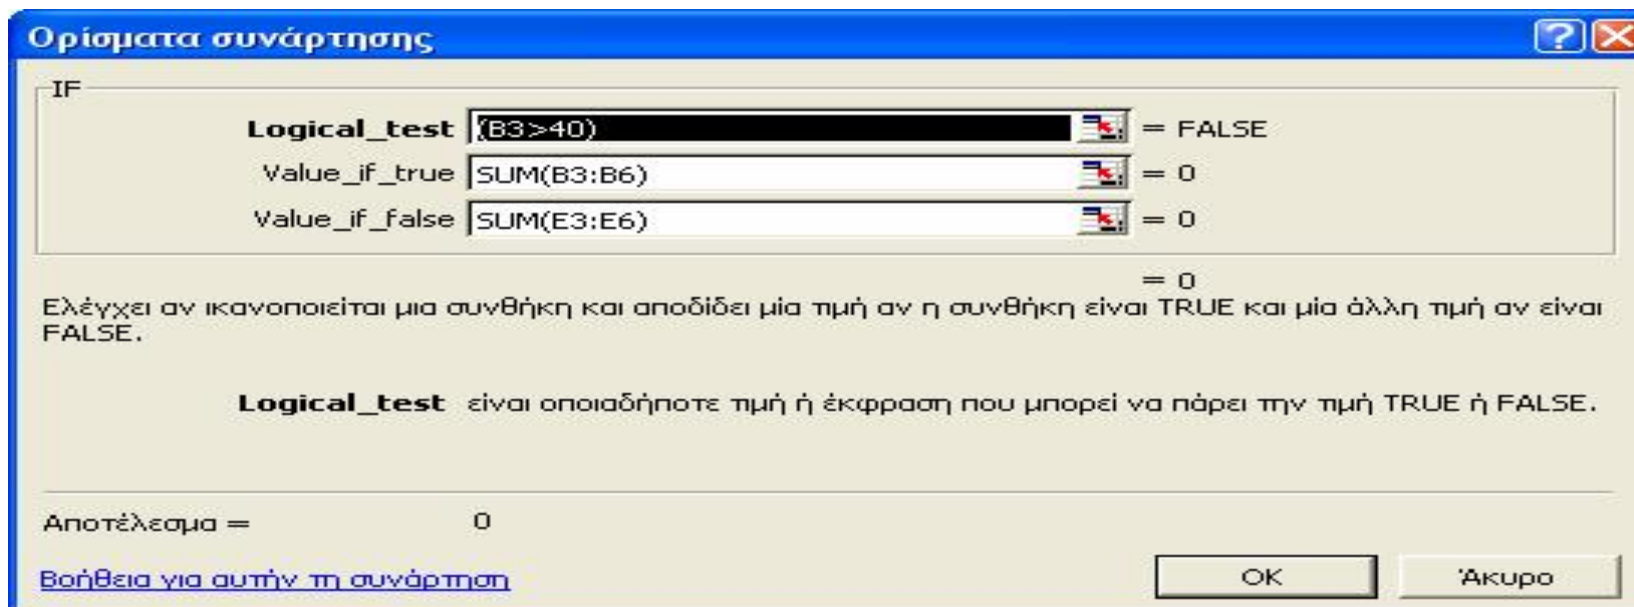 Ορίσματα συνάρτησης
IF
Logical_test (B3>40) = FALSE
Value_if_true SUM(B3:B6) = 0
Value_if_false SUM(E3:E6) = 0
= 0
Ελέγχει αν ικανοποιείται μια συνθήκη και αποδίδει μία τιμή αν η συνθήκη είναι TRUE και μία άλλη τιμή αν είναι
FALSE.
Logical_test είναι οποιαδήποτε τιμή ή έκφραση που μπορεί να πάρει την τιμή TRUE ή FALSE.
Αποτέλεσμα = 0
Βοήθεια για αυτήν τη συνάρτηση OK Άκυρο